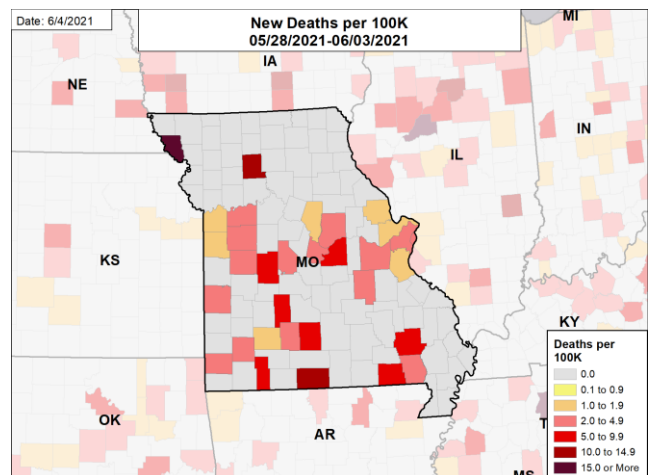 Date: 6/4/2021
New Deaths per 100K
05/28/2021-06/03/2021
MI
IA
NE
IN
IL
KS
MO
KY
OK
AR
MS
Deaths per
100K
0.0
0.1 to 0.9
1.0 to 1.9
2.0 to 4.9
5.0 to 9.9
10.0 to 14.9
15.0 or More